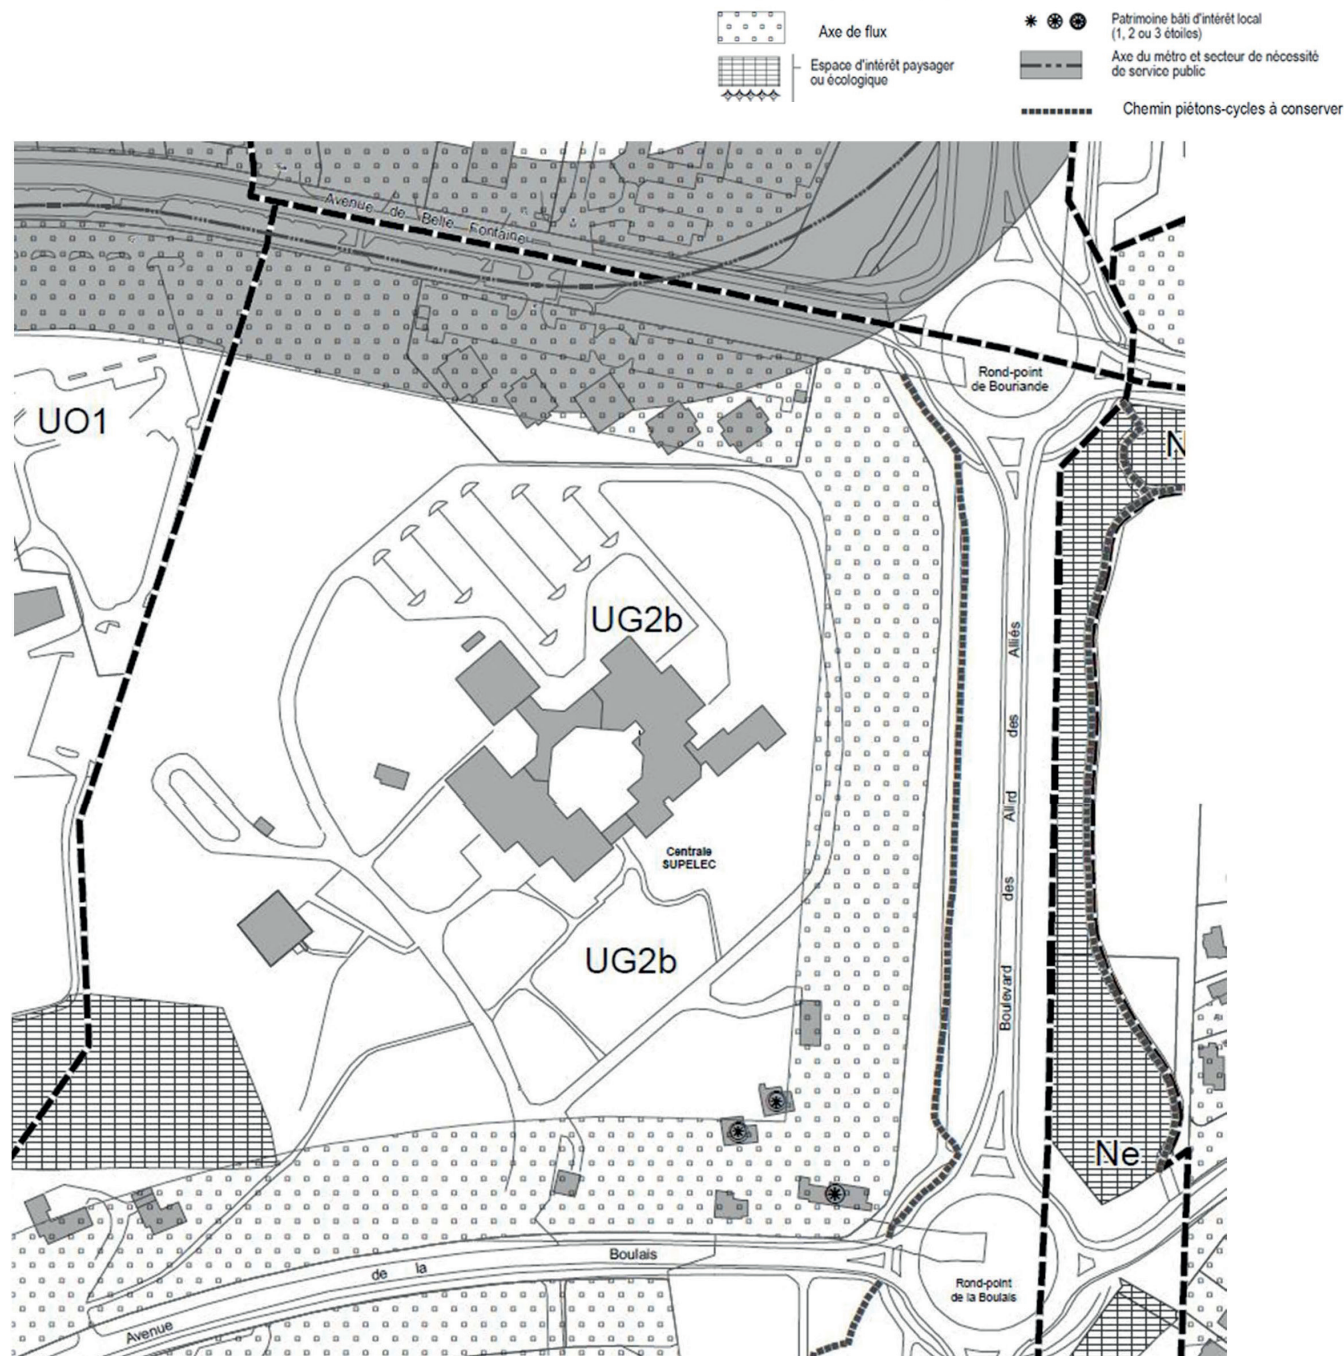 Axe de flux
Espace d'intérêt paysager
ou écologique
Patrimoine bâti d'intérêt local
(1, 2 ou 3 étoiles)
Axe du métro et secteur de nécessité
de service public
Chemin piétons-cycles à conserver
Avenue de Belle Fontaine
Rond-point
de Bouriande
UO1
N
UG2b
Boulevard des Allrd des Alliés
Centrale
SUPELEC
UG2b
Ne
Avenue de la Boulais
Rond-point
de la Boulais